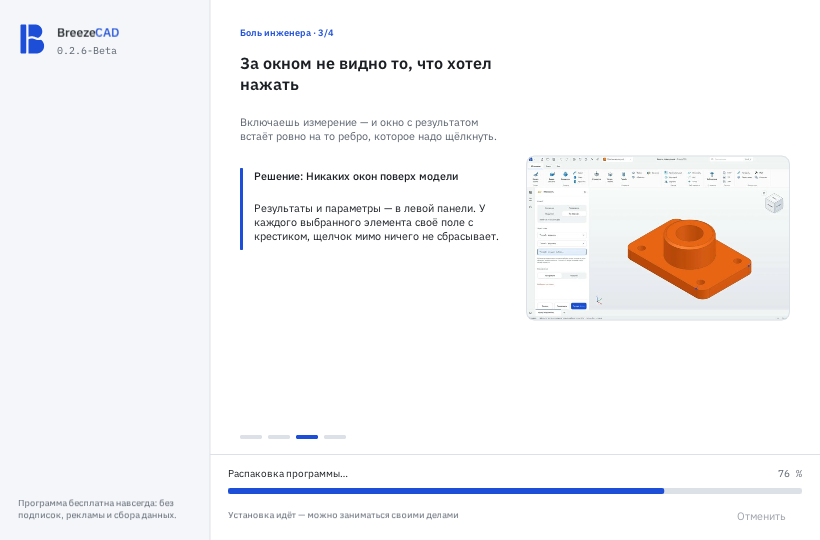 BreezeCAD
0.2.6-Beta
Боль инженера · 3/4
За окном не видно то, что хотел
нажать
Включаешь измерение — и окно с результатом
встаёт ровно на то ребро, которое надо щёлкнуть.
Решение: Никаких окон поверх модели
Результаты и параметры — в левой панели. У
каждого выбранного элемента своё поле с
крестиком, щелчок мимо ничего не сбрасывает.
Распаковка программы...
76 %
Программа бесплатна навсегда: без
подписок, рекламы и сбора данных.
Установка идёт — можно заниматься своими делами
Отменить